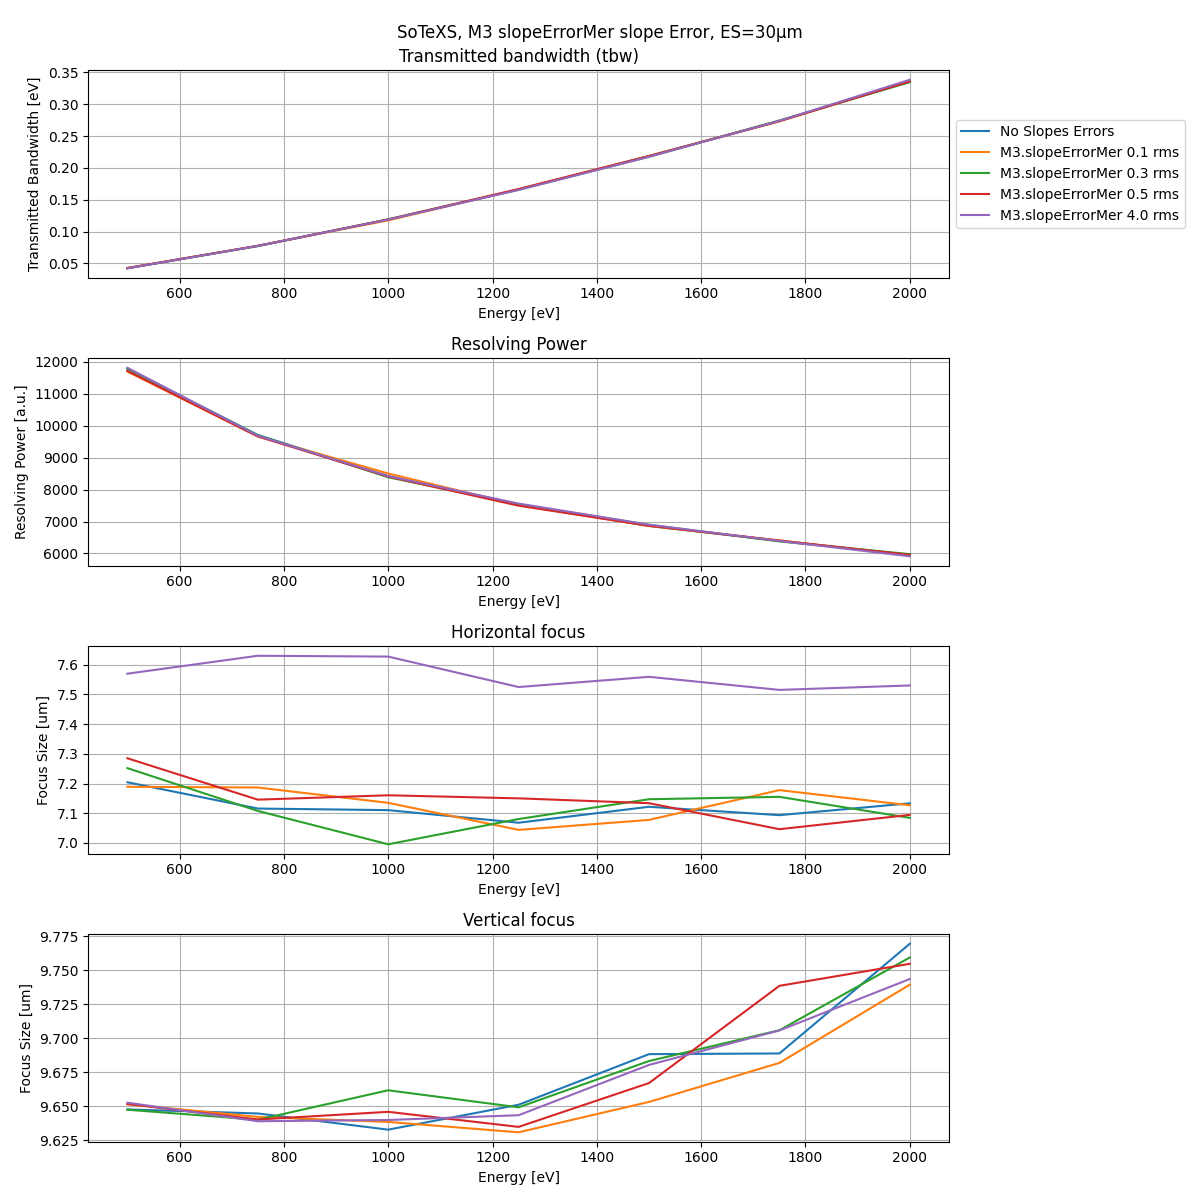 SoTeXS, M3 slopeErrorMer slope Error, ES=30μm
Transmitted bandwidth (tbw)
0.35
0.30
0.25
0.20
0.15
0.10
0.05
Transmitted Bandwidth [eV]
600 800 1000 1200 1400 1600 1800 2000
Energy [eV]
No Slopes Errors
M3.slopeErrorMer 0.1 rms
M3.slopeErrorMer 0.3 rms
M3.slopeErrorMer 0.5 rms
M3.slopeErrorMer 4.0 rms
Resolving Power
12000
11000
10000
9000
8000
7000
6000
Resolving Power [a.u.]
600 800 1000 1200 1400 1600 1800 2000
Energy [eV]
Horizontal focus
7.6
7.5
7.4
7.3
7.2
7.1
7.0
Focus Size [um]
600 800 1000 1200 1400 1600 1800 2000
Energy [eV]
Vertical focus
9.775
9.750
9.725
9.700
9.675
9.650
9.625
Focus Size [um]
600 800 1000 1200 1400 1600 1800 2000
Energy [eV]